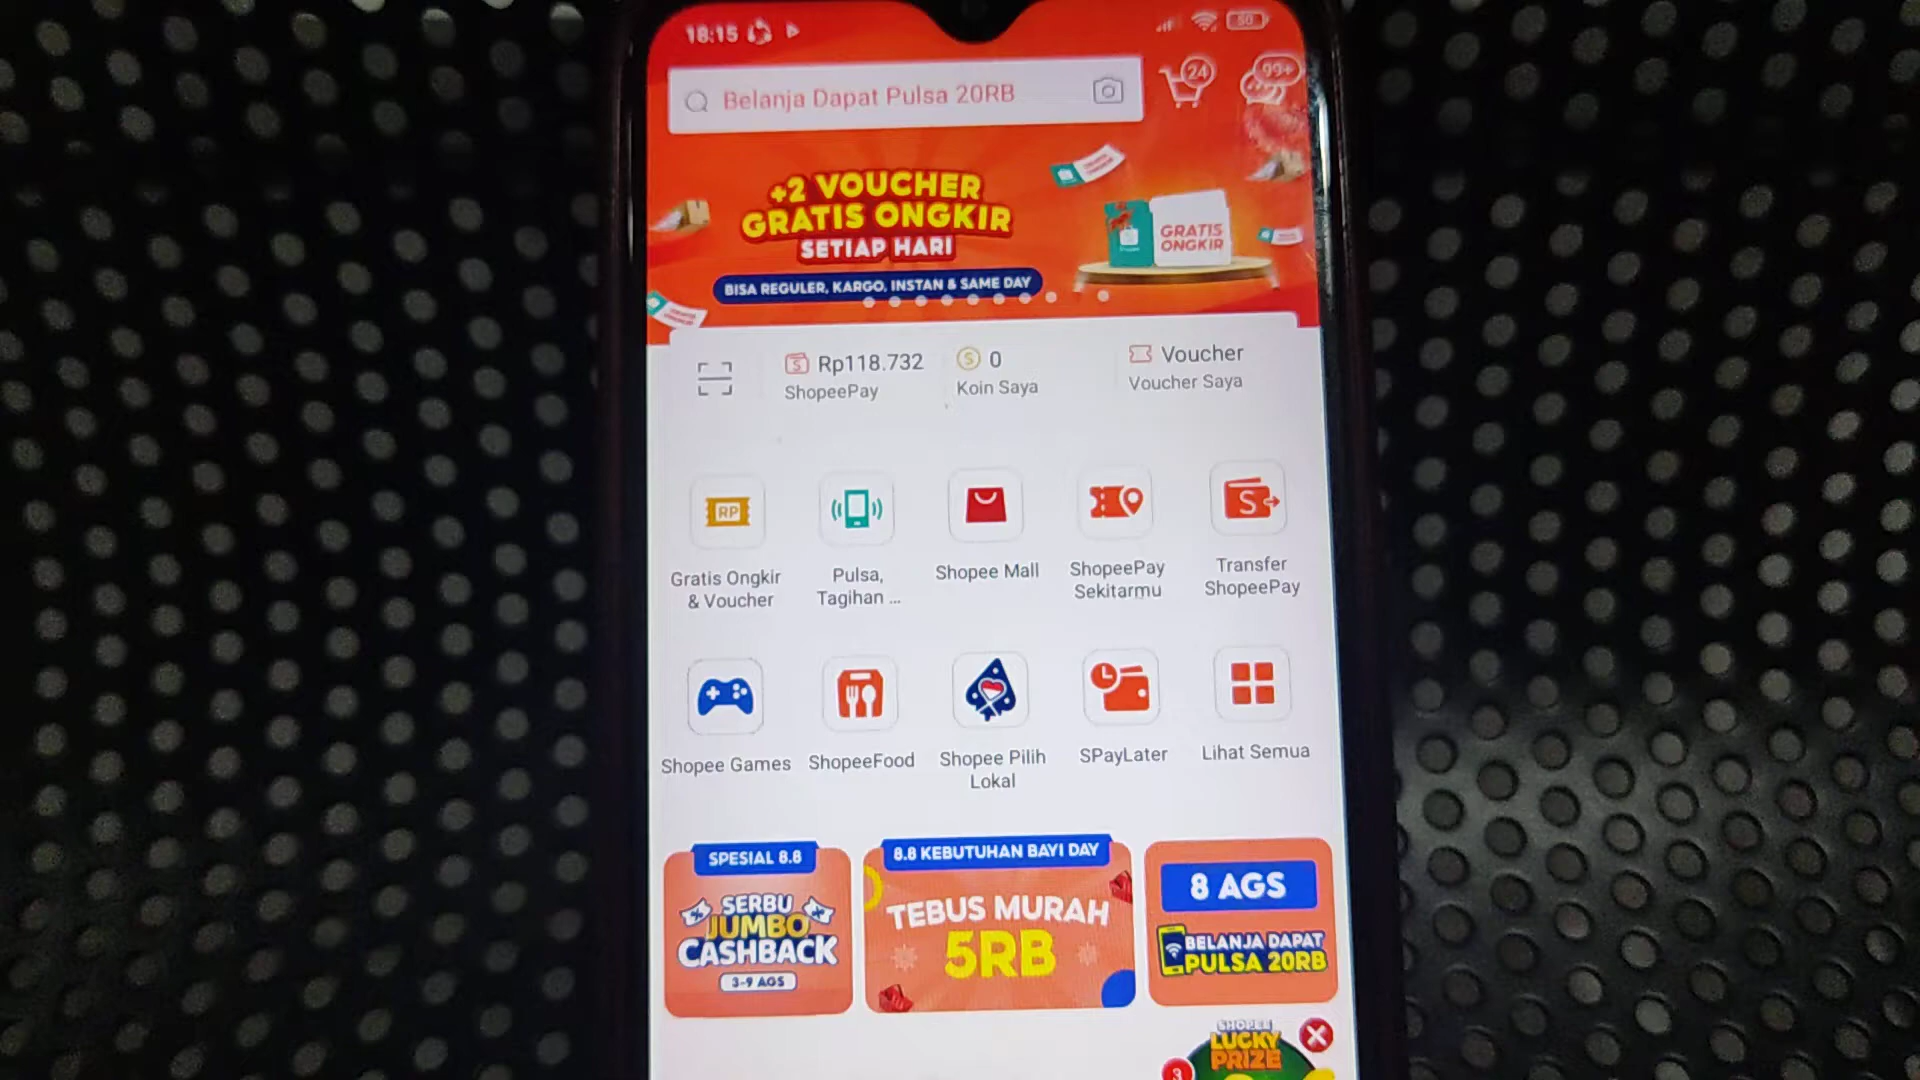 18:15
50
Belanja Dapat Pulsa 20RB
24
99+
+2 VOUCHER
GRATIS ONGKIR
SETIAP HARI
BISA REGULER, KARGO, INSTAN & SAME DAY
GRATIS
ONGKIR
Rp118.732
ShopeePay
0
Koin Saya
Voucher
Voucher Saya
RP
Gratis Ongkir
& Voucher
Pulsa,
Tagihan ...
Shopee Mall
ShopeePay
Sekitarmu
S
Transfer
ShopeePay
Shopee Games
ShopeeFood
Shopee Pilih
Lokal
SPayLater
Lihat Semua
SPESIAL 8.8
SERBU
JUMBO
CASHBACK
3-9 AGS
8.8 KEBUTUHAN BAYI DAY
TEBUS MURAH
5RB
8 AGS
BELANJA DAPAT
PULSA 20RB
SHOPEE
LUCKY
PRIZE
3